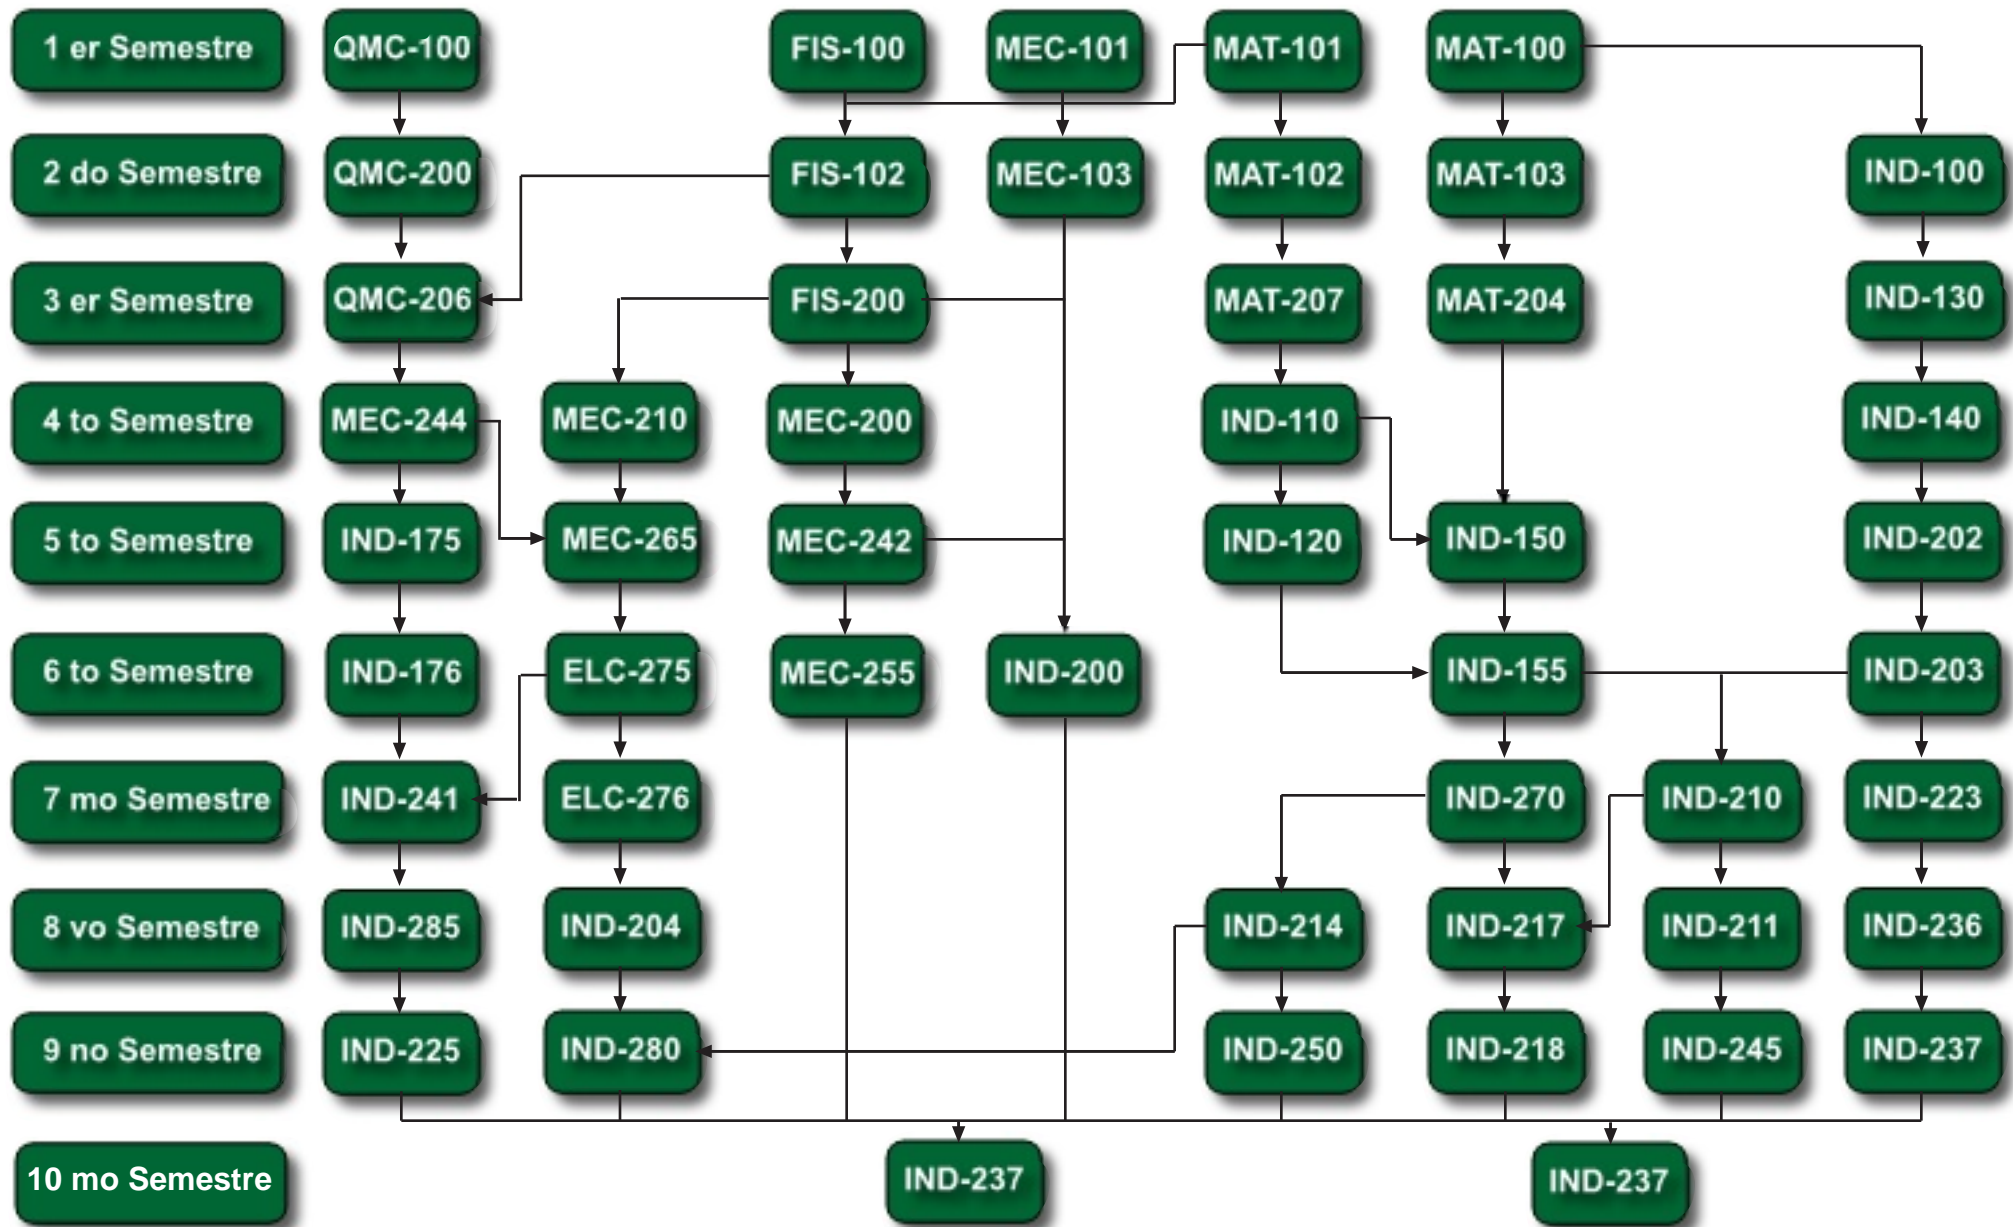 1 er Semestre QMC-100 FIS-100 MEC-101 MAT-101 MAT-100
2 do Semestre QMC-200 FIS-102 MEC-103 MAT-102 MAT-103 IND-100
3 er Semestre QMC-206 FIS-200 MAT-207 MAT-204 IND-130
4 to Semestre MEC-244 MEC-210 MEC-200 IND-110 IND-140
5 to Semestre IND-175 MEC-265 MEC-242 IND-120 IND-150 IND-202
6 to Semestre IND-176 ELC-275 MEC-255 IND-200 IND-155 IND-203
7 mo Semestre IND-241 ELC-276 IND-270 IND-210 IND-223
8 vo Semestre IND-285 IND-204 IND-214 IND-217 IND-211 IND-236
9 no Semestre IND-225 IND-280 IND-250 IND-218 IND-245 IND-237
10 mo Semestre IND-237 IND-237